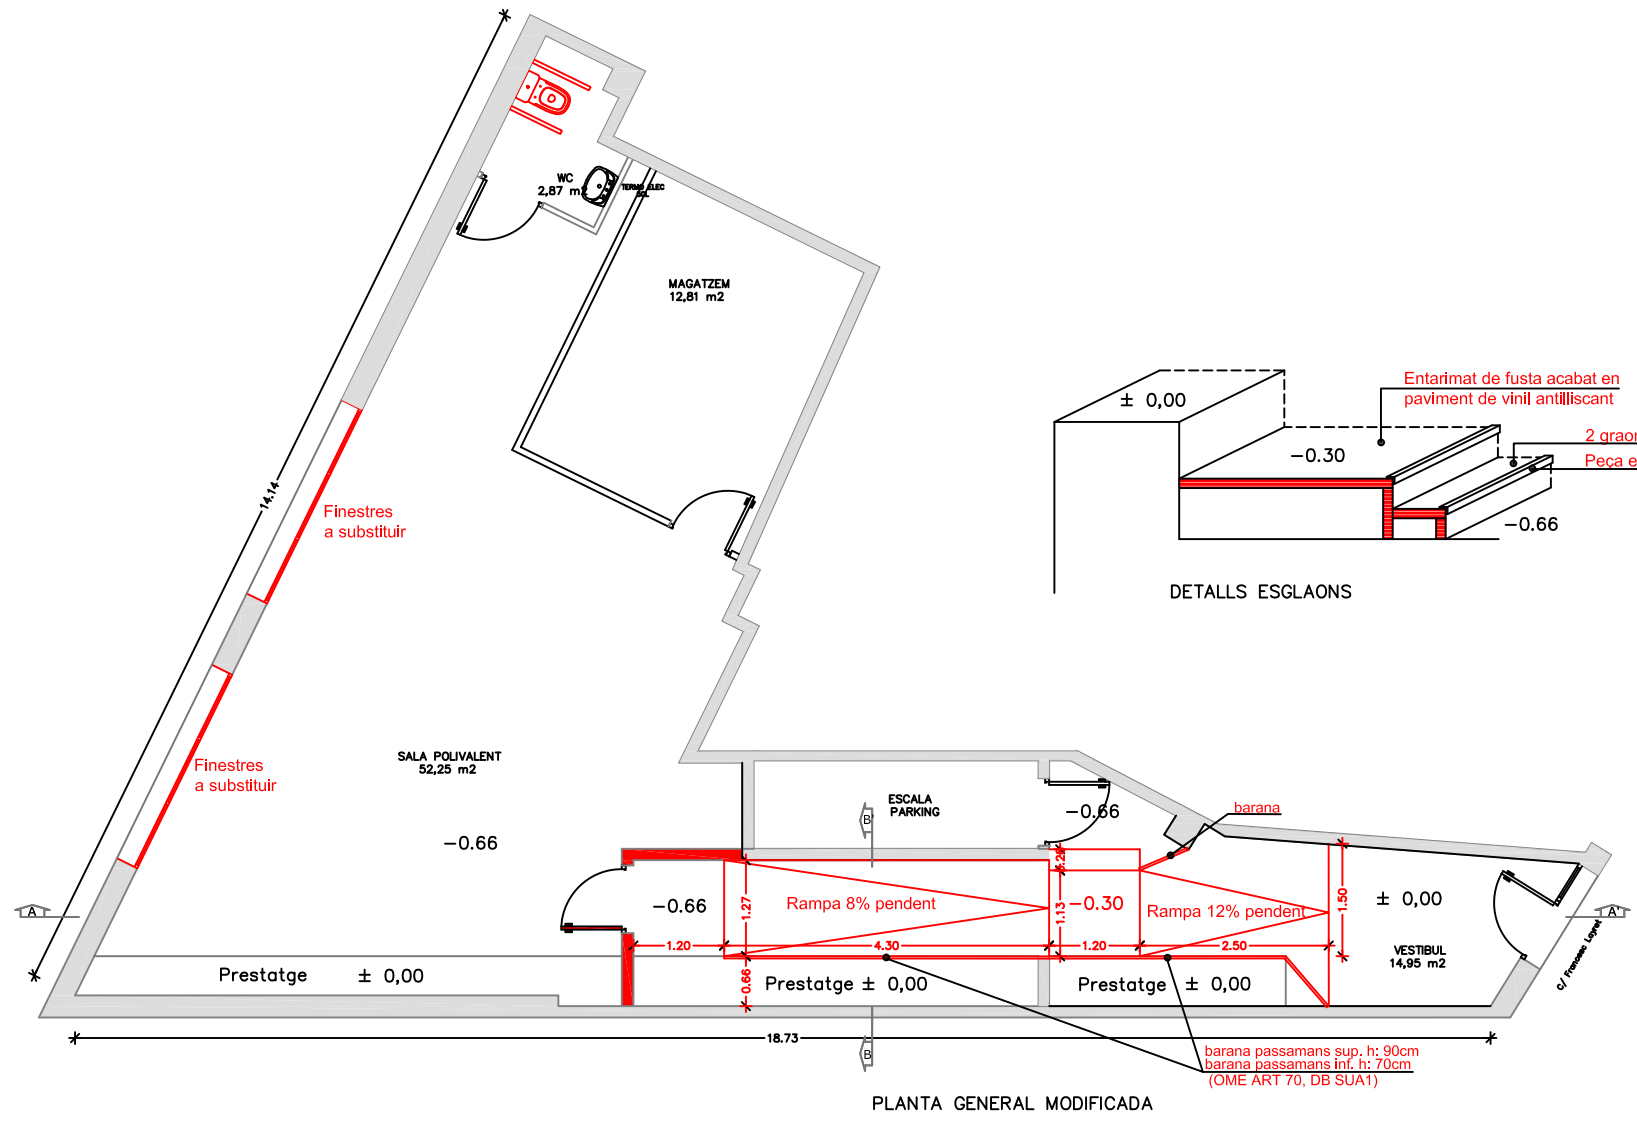 WC
2,87 m2
TERMO ELEC
MAGATZEM
12,81 m2
14.14
Finestres
a substituir
Finestres
a substituir
SALA POLIVALENT
52,25 m2
-0.66
± 0,00
-0.30
-0.66
Entarimat de fusta acabat en
paviment de vinil antilliscant
2 graon
Peça e
DETALLS ESGLAONS
ESCALA
PARKING
-0.66
barana
B'
A
A'
-0.66
1.27
Rampa 8% pendent
1.13
-0.30
Rampa 12% pendent
1.50
± 0,00
1.20
4.30
1.20
2.50
VESTIBUL
14,95 m2
c/ Francesc Layret
Prestatge ± 0,00
0.66
Prestatge ± 0,00
Prestatge ± 0,00
18.73
B
barana passamans sup. h: 90cm
barana passamans inf. h: 70cm
(OME ART 70, DB SUA1)
PLANTA GENERAL MODIFICADA